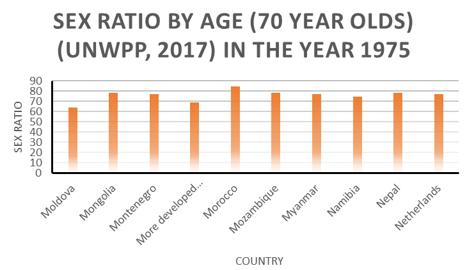 SEX RATIO BY AGE (70 YEAR OLDS)
(UNWPP, 2017) IN THE YEAR 1975
SEX RATIO
90
80
70
60
50
40
30
20
10
0
Moldova
Mongolia
Montenegro
More developed...
Morocco
Mozambique
Myanmar
Namibia
Nepal
Netherlands
COUNTRY